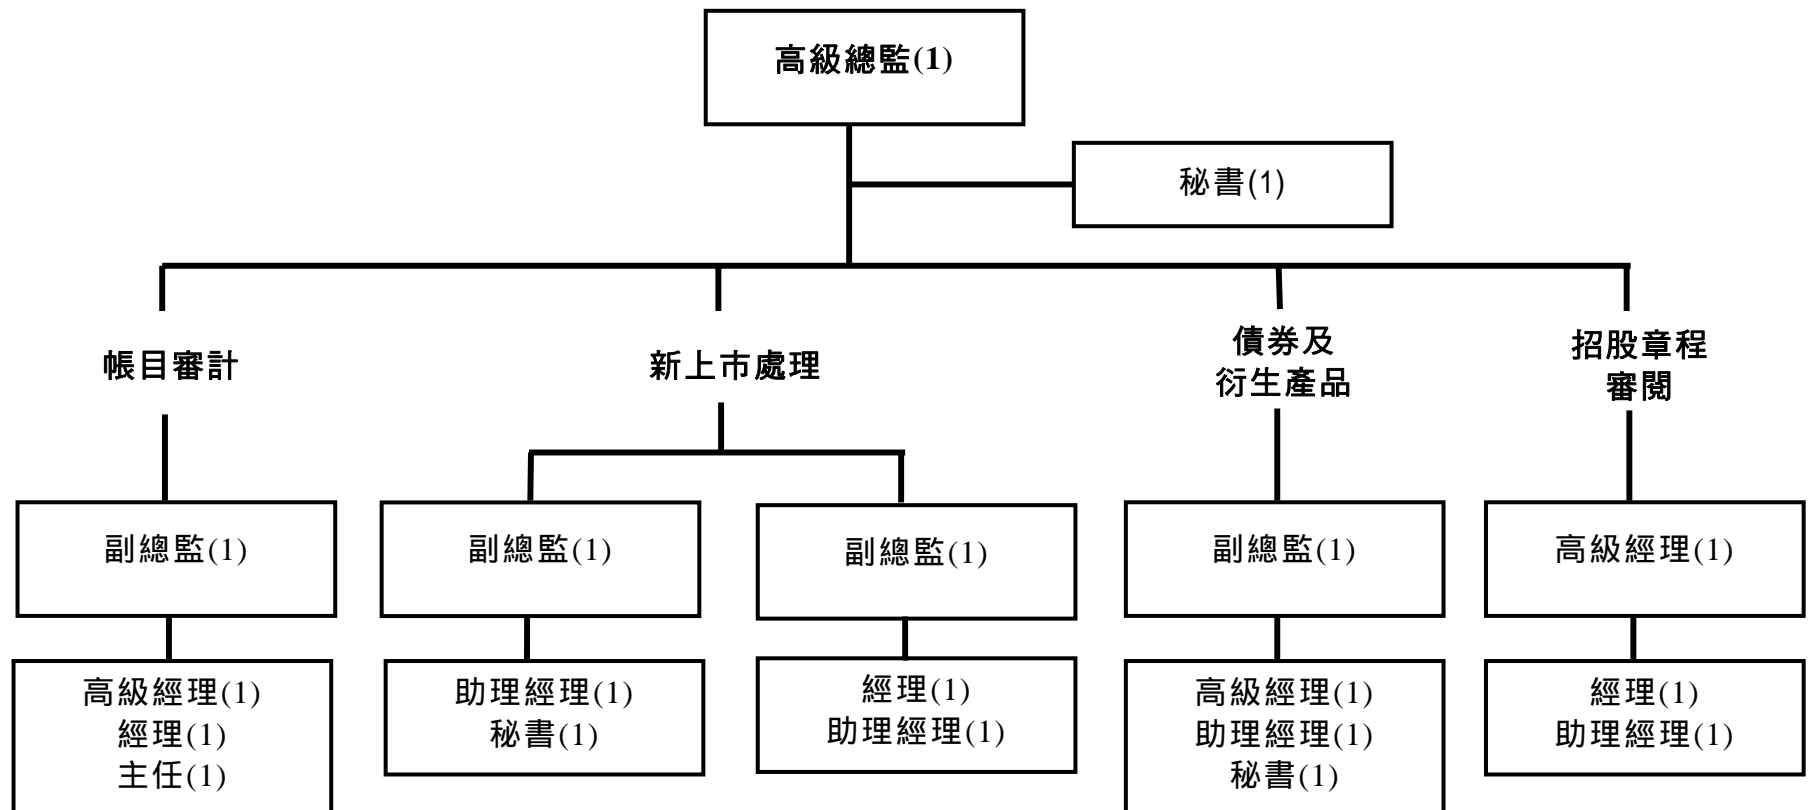 高級總監(1)
秘書(1)
帳目審計
新上市處理
債券及
衍生產品
招股章程
審閱
副總監(1)
副總監(1)
副總監(1)
副總監(1)
高級經理(1)
高級經理(1)
經理(1)
主任(1)
助理經理(1)
秘書(1)
經理(1)
助理經理(1)
高級經理(1)
助理經理(1)
秘書(1)
經理(1)
助理經理(1)